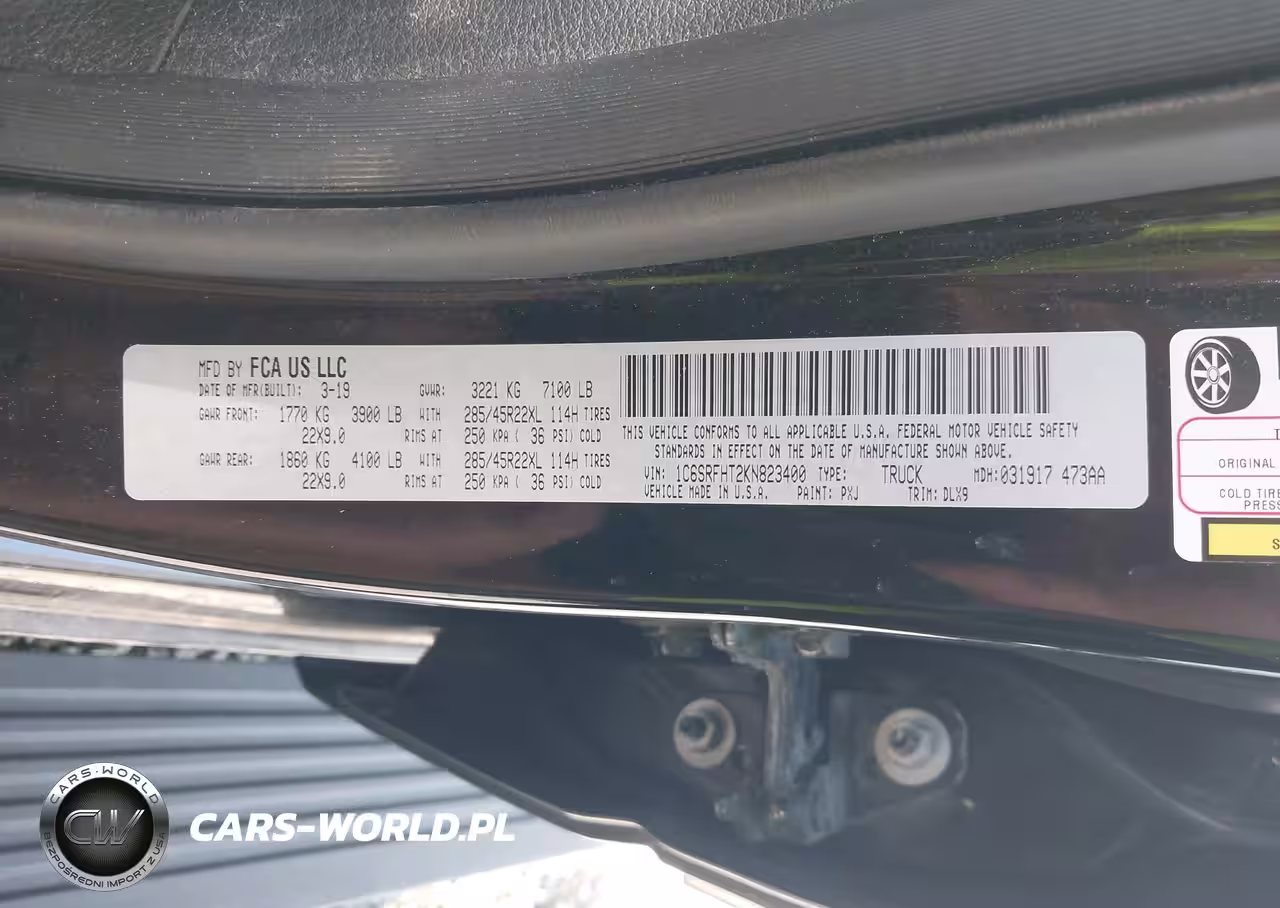 MFD BY FCA US LLC
DATE OF MFR(BUILT): 3-19 GVWR: 3221 KG 7100 LB
GAWR FRONT: 1770 KG 3900 LB WITH 285/45R22XL 114H TIRES
22X9.0 RIMS AT 250 KPA ( 36 PSI) COLD
GAWR REAR: 1860 KG 4100 LB WITH 285/45R22XL 114H TIRES
22X9.0 RIMS AT 250 KPA ( 36 PSI) COLD
THIS VEHICLE CONFORMS TO ALL APPLICABLE U.S.A. FEDERAL MOTOR VEHICLE SAFETY
STANDARDS IN EFFECT ON THE DATE OF MANUFACTURE SHOWN ABOVE.
VIN: 1C6SRFHT2KN823400 TYPE: TRUCK MDH:031917 473AA
VEHICLE MADE IN U.S.A. PAINT: PXJ TRIM: DLX9
ORIGINAL
COLD
CARS-WORLD
CW
BEZPOŚREDNI IMPORT Z USA
CARS-WORLD.PL